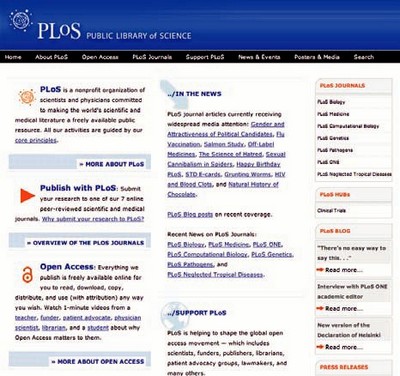 PLoS PUBLIC LIBRARY of SCIENCE
Home About PLoS Open Access PLoS Journals Support PLoS News & Events Posters & Media Search
PLoS is a nonprofit organization of
scientists and physicians committed
to making the world's scientific and
medical literature a freely available public
resource. All our activities are guided by our
core principles.
» MORE ABOUT PLoS
Publish with PLoS: Submit
your research to one of our 7 online
peer-reviewed scientific and medical
journals. Why submit your research to PLoS?
» OVERVIEW OF THE PLOS JOURNALS
Open Access: Everything we
publish is freely available online for
you to read, download, copy,
distribute, and use (with attribution) any way
you wish. Watch 1-minute videos from a
teacher, funder, patient advocate, physician
scientist, librarian, and a student about why
Open Access matters to them.
» MORE ABOUT OPEN ACCESS
../IN THE NEWS
PLoS journal articles currently receiving
widespread media attention: Gender and
Attractiveness of Political Candidates, Flu
Vaccination, Salmon Study, Off-Label
Medicines, The Science of Hatred, Sexual
Cannibalism in Spiders, Happy Birthday
PLoS, STD E-cards, Grunting Worms, HIV
and Blood Clots, and Natural History of
Chocolate.
PLoS Blog posts on recent coverage.
Recent News on PLoS Journals:
PLoS Biology, PLoS Medicine, PLoS ONE,
PLoS Computational Biology, PLoS Genetics,
PLoS Pathogens, and
PLoS Neglected Tropical Diseases.
../SUPPORT PLoS
PLoS is helping to shape the global open
access movement — which includes
scientists, funders, publishers, librarians,
patient advocacy groups, lawmakers, and
many others.
PLoS JOURNALS
PLoS Biology
PLoS Medicine
PLoS Computational Biology
PLoS Genetics
PLoS Pathogens
PLoS ONE
PLoS Neglected Tropical Diseases
PLoS HUBs
Clinical Trials
PLoS BLOG
"There's no easy way to
say this. . ."
Read more...
Interview with PLoS ONE
academic editor
Read more...
New version of the
Declaration of Helsinki
Read more...
PRESS RELEASES